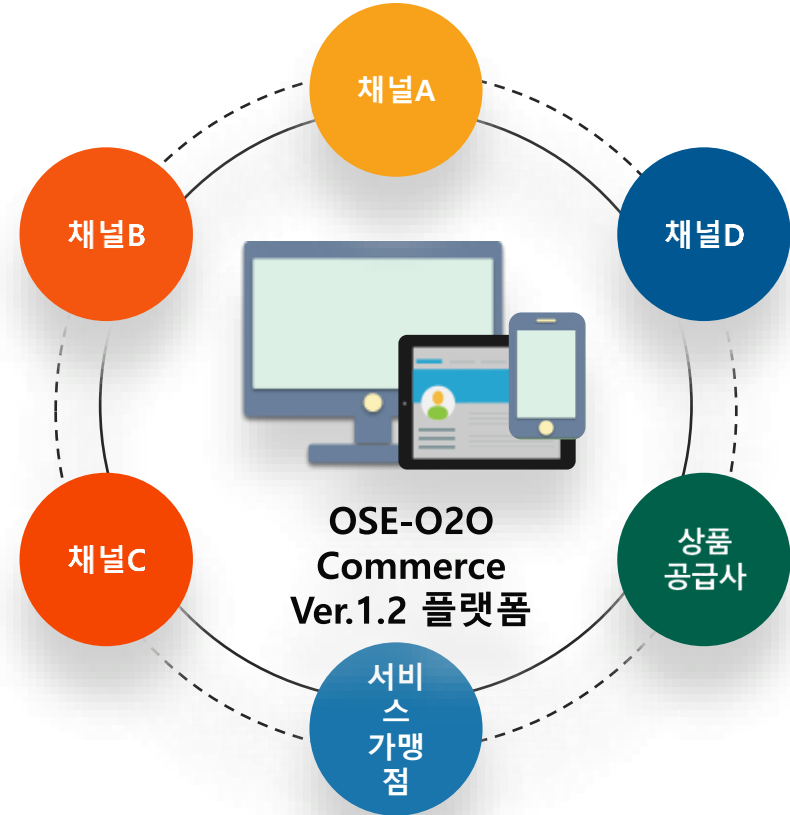 채널A
채널B
채널D
OSE-O2O
Commerce
Ver.1.2 플랫폼
채널C
상품
공급사
서비
스
가맹
점